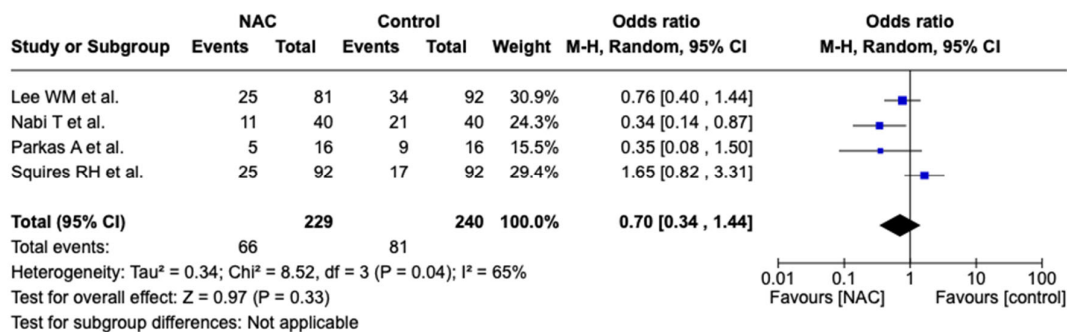 NAC Control Odds ratio Odds ratio
Study or Subgroup Events Total Events Total Weight M-H, Random, 95% CI M-H, Random, 95% CI
Lee WM et al. 25 81 34 92 30.9% 0.76 [0.40 , 1.44]
Nabi T et al. 11 40 21 40 24.3% 0.34 [0.14 , 0.87]
Parkas A et al. 5 16 9 16 15.5% 0.35 [0.08 , 1.50]
Squires RH et al. 25 92 17 92 29.4% 1.65 [0.82 , 3.31]
Total (95% CI) 229 240 100.0% 0.70 [0.34 , 1.44]
Total events: 66 81
Heterogeneity: Tau² = 0.34; Chi² = 8.52, df = 3 (P = 0.04); I² = 65%
Test for overall effect: Z = 0.97 (P = 0.33)
Test for subgroup differences: Not applicable
0.01 0.1 1 10 100
Favours [NAC] Favours [control]